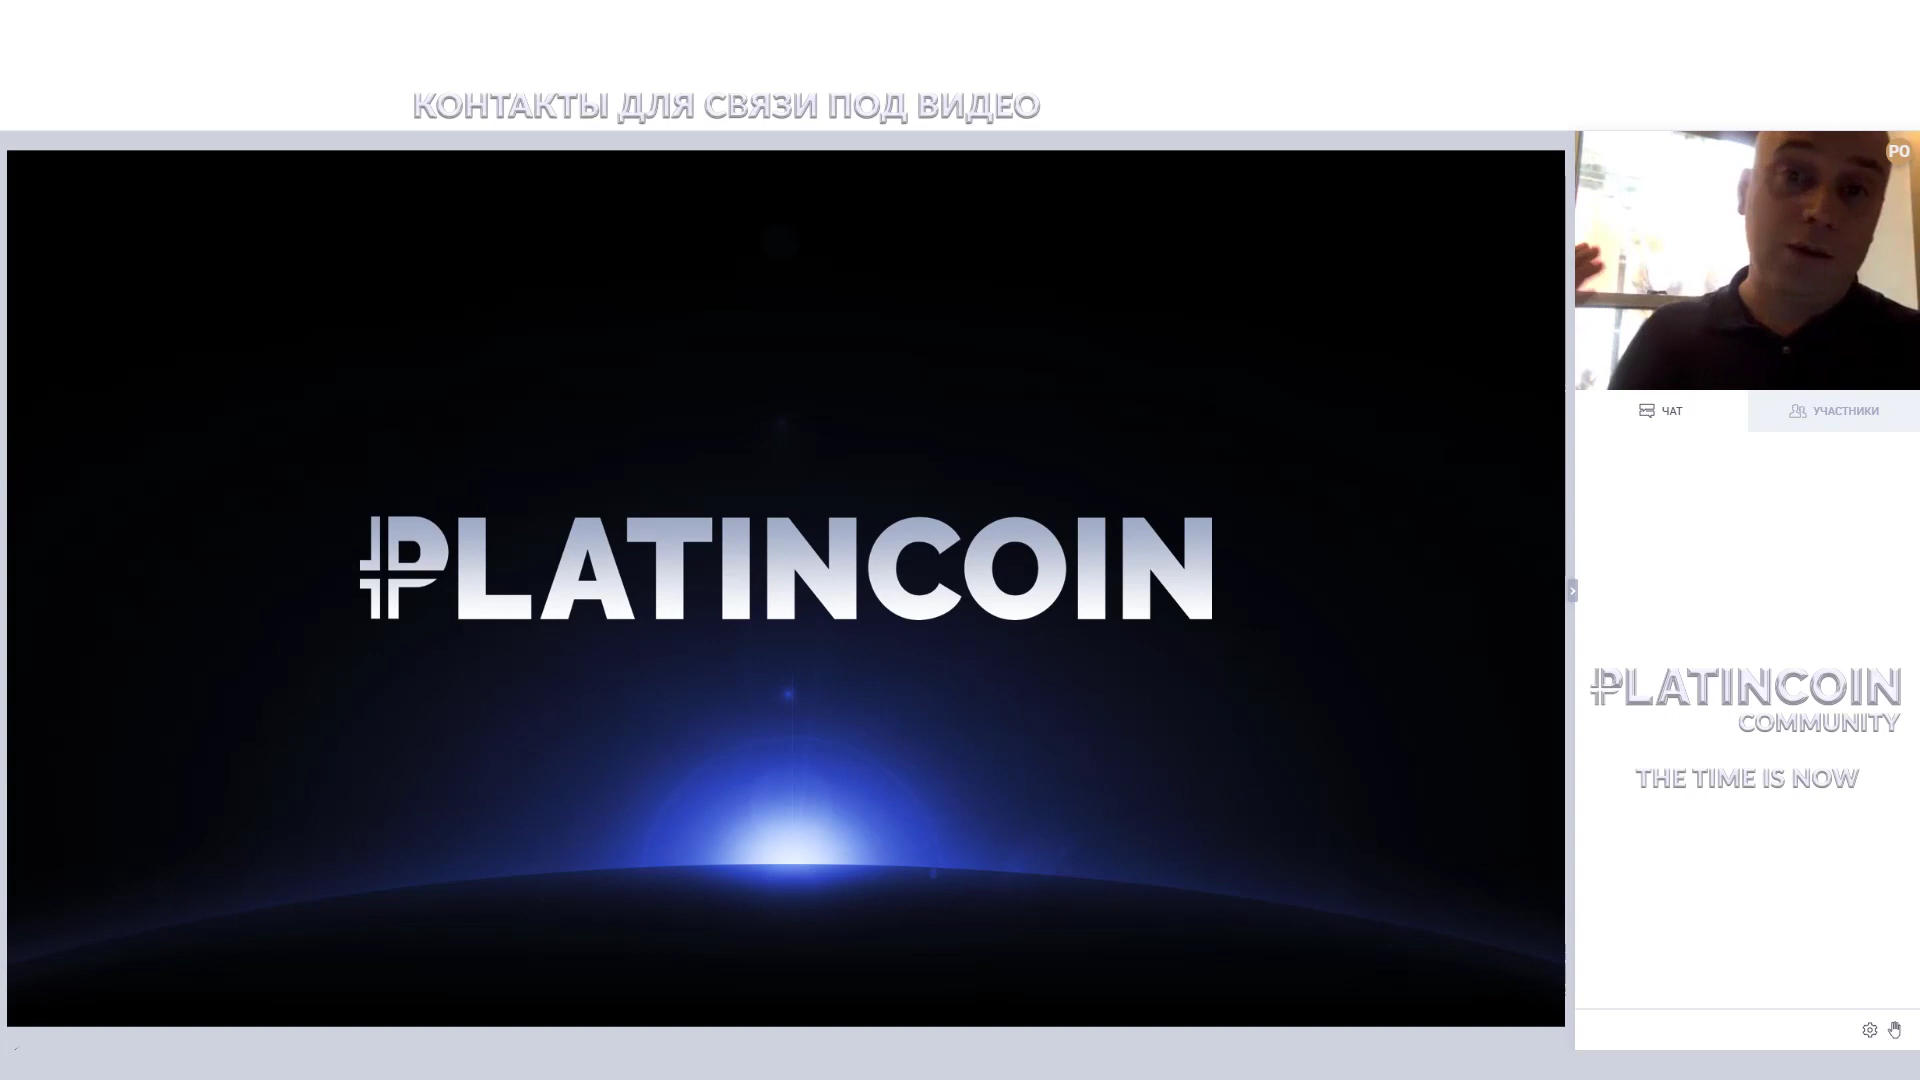 КОНТАКТЫ ДЛЯ СВЯЗИ ПОД ВИДЕО
PO
PLATINCOIN
ЧАТ
УЧАСТНИКИ
PLATINCOIN
COMMUNITY
THE TIME IS NOW